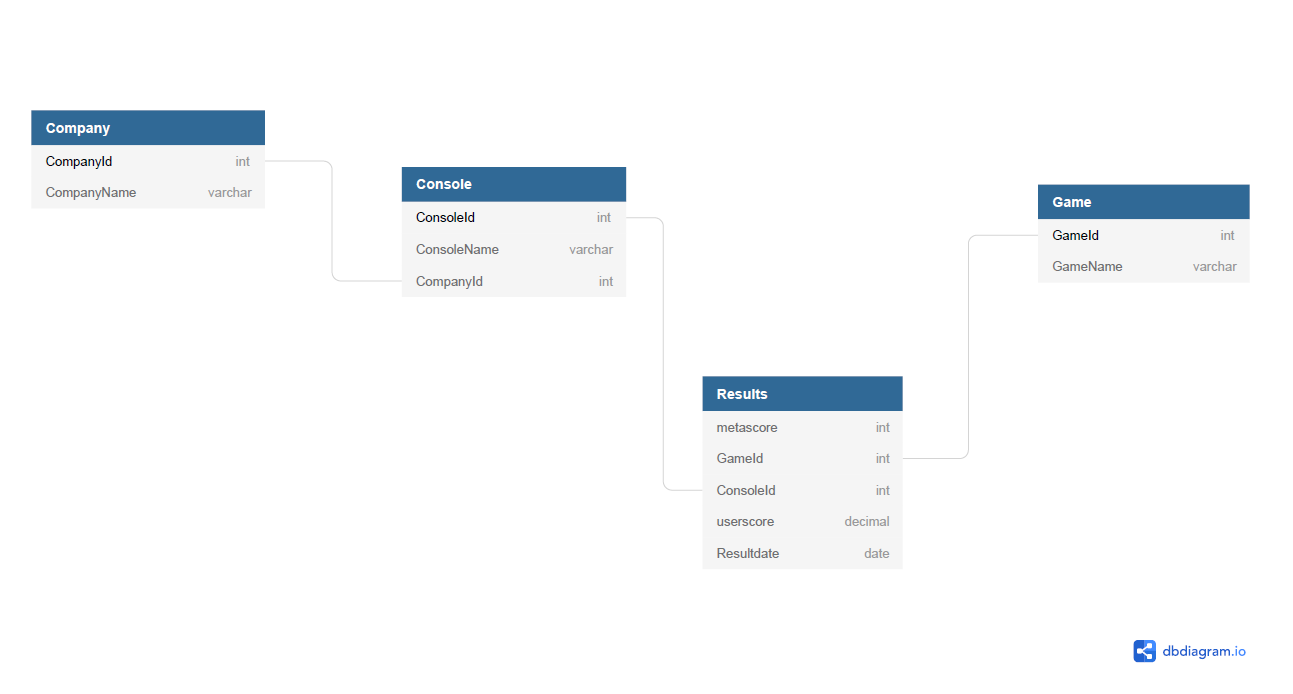 Company
CompanyId int
CompanyName varchar
Console
ConsoleId int
ConsoleName varchar
CompanyId int
Game
GameId int
GameName varchar
Results
metascore int
GameId int
ConsoleId int
userscore decimal
Resultdate date
dbdiagram.io